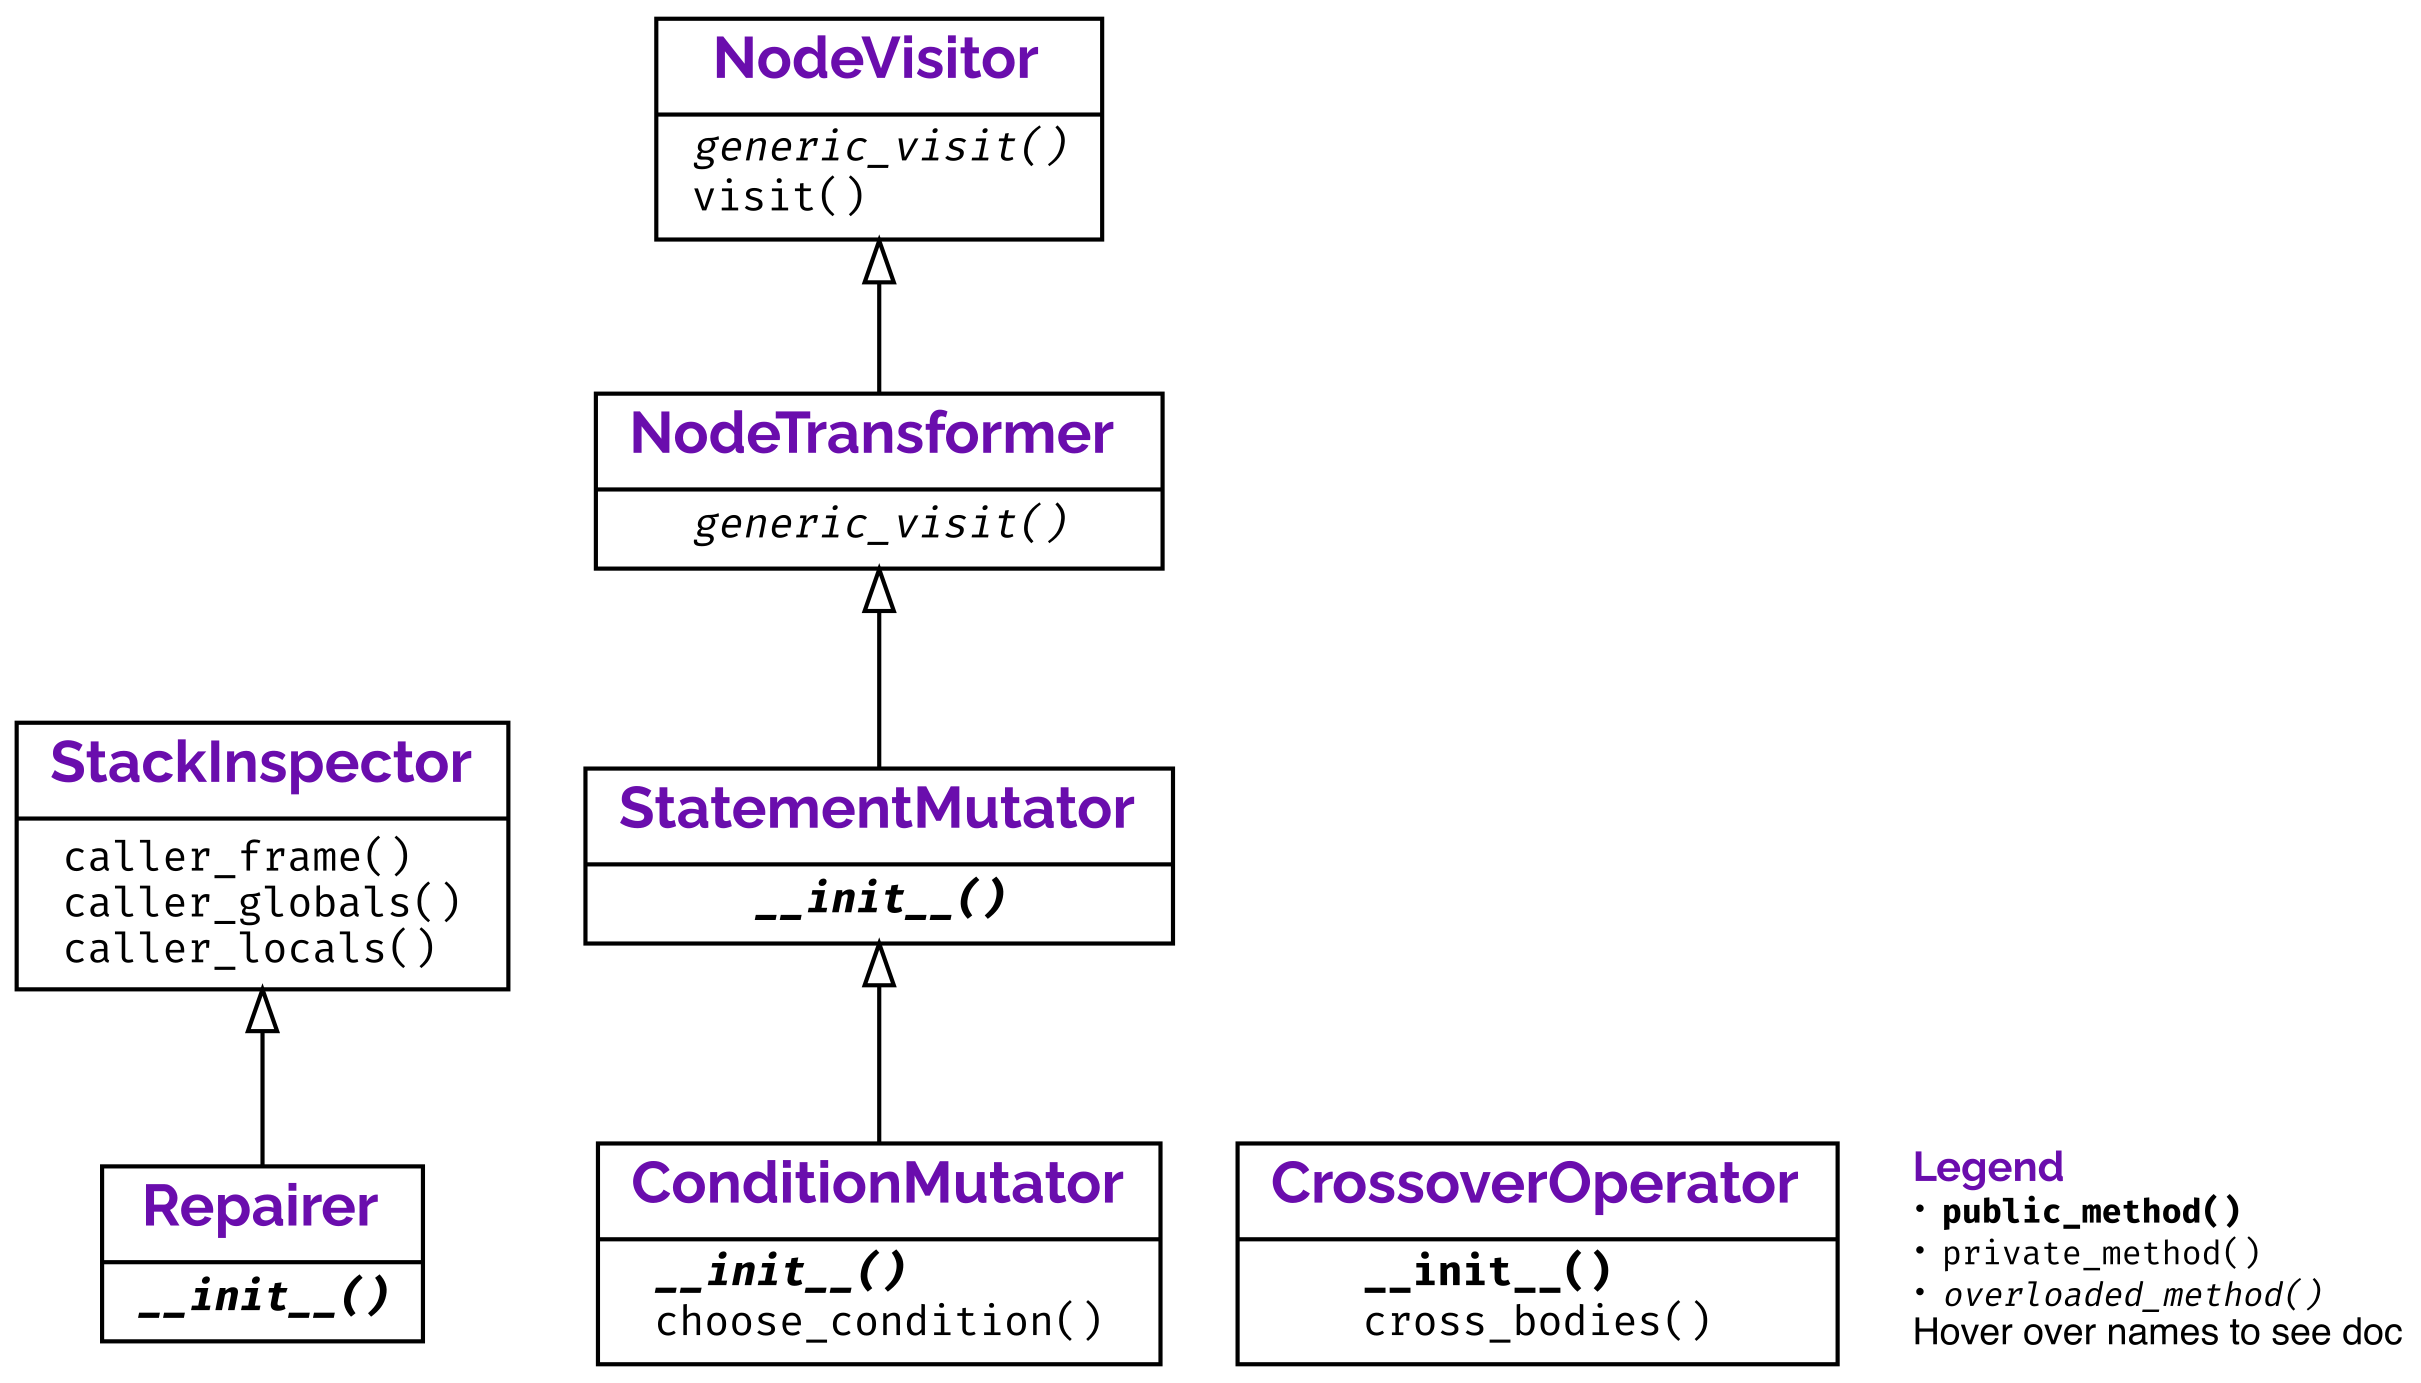 NodeVisitor
generic_visit()
visit()
NodeTransformer
generic_visit()
StackInspector
caller_frame()
caller_globals()
caller_locals()
StatementMutator
__init__()
Repairer
__init__()
ConditionMutator
__init__()
choose_condition()
CrossoverOperator
__init__()
cross_bodies()
Legend
• public_method()
• private_method()
• overloaded_method()
Hover over names to see doc